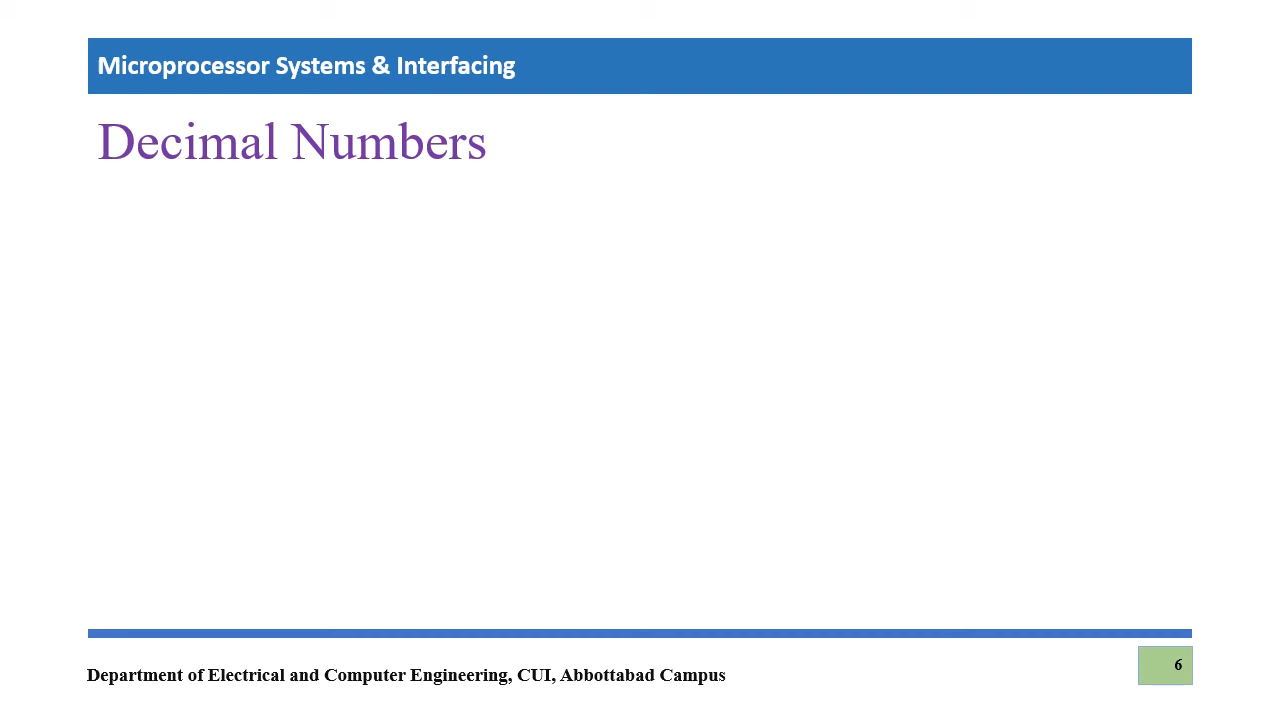 Microprocessor Systems & Interfacing
Decimal Numbers
Department of Electrical and Computer Engineering, CUI, Abbottabad Campus
6